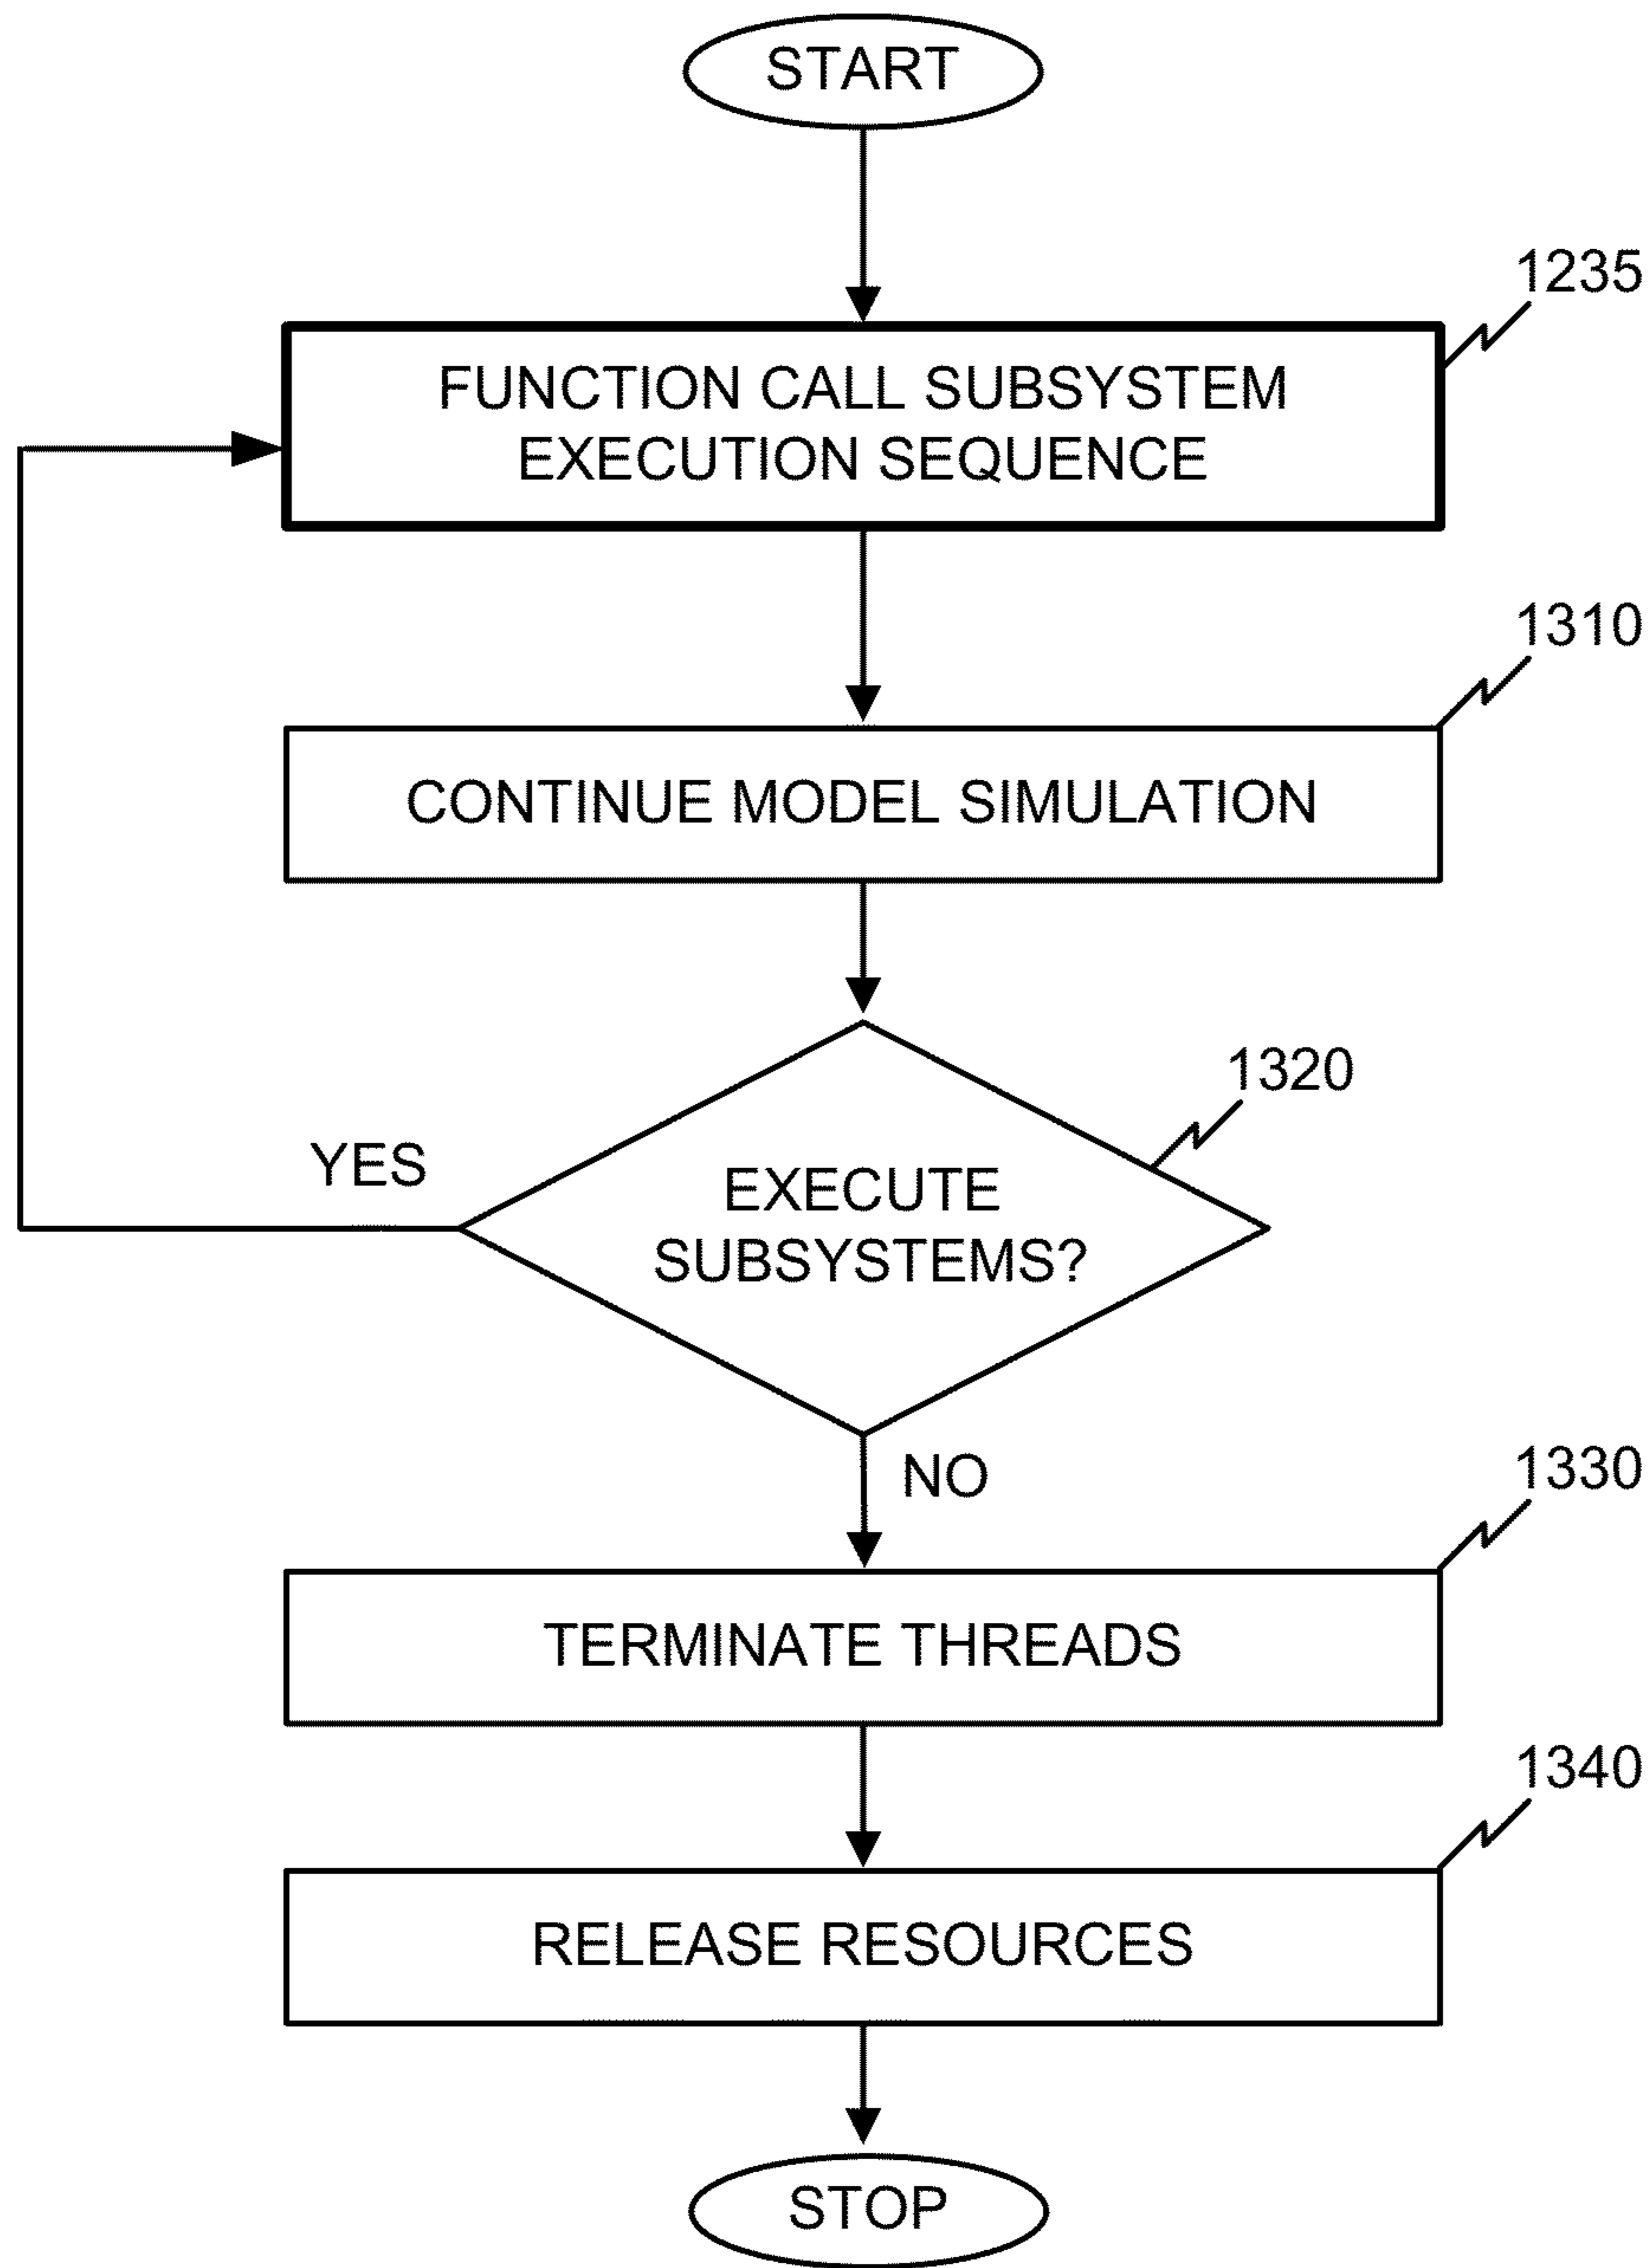 START
1235
FUNCTION CALL SUBSYSTEM
EXECUTION SEQUENCE
1310
CONTINUE MODEL SIMULATION
1320
YES
EXECUTE
SUBSYSTEMS?
NO
1330
TERMINATE THREADS
1340
RELEASE RESOURCES
STOP